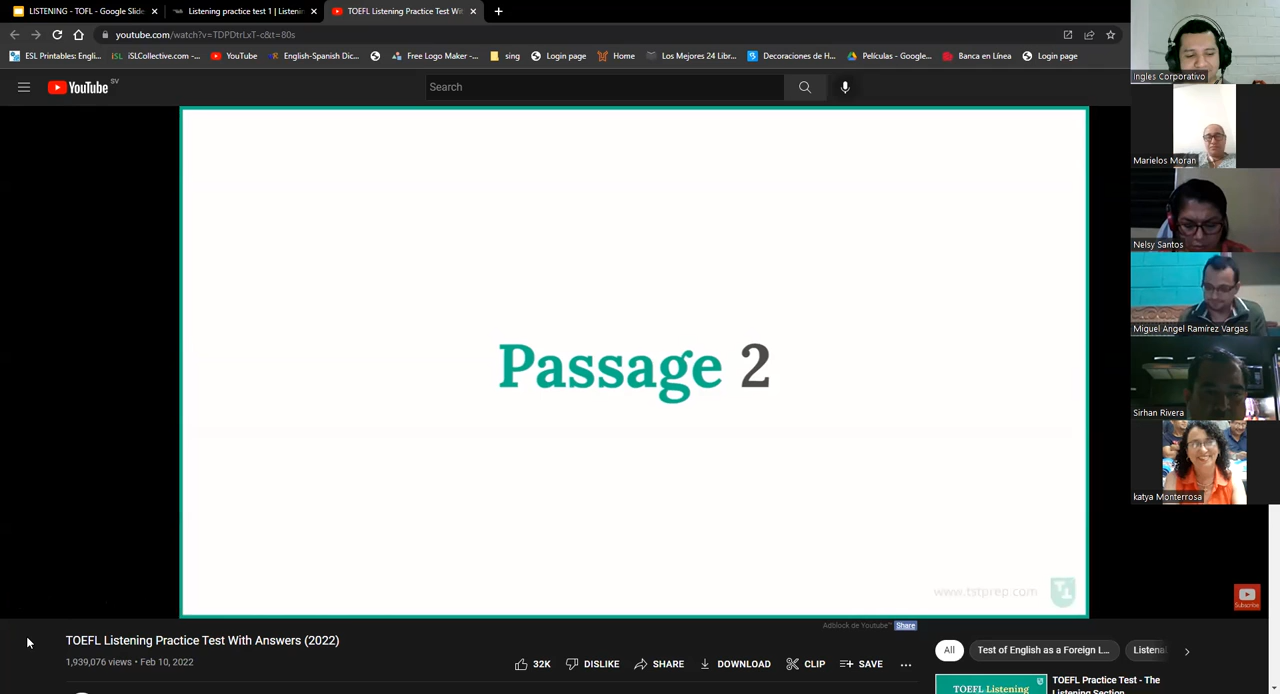 LISTENING - TOFL - Google Slide
Listening practice test 1 | Listenin
TOEFL Listening Practice Test Wit
youtube.com/watch?v=TDPDtrLxT-c&t=80s
ESL Printables: Engli...
iSLCollective.com -...
YouTube
English-Spanish Dic...
Free Logo Maker -...
sing
Login page
Home
Los Mejores 24 Libr...
Decoraciones de H...
Películas - Google...
Banca en Línea
Login page
YouTube SV
Search
Passage 2
www.tstprep.com
Subscribe
Adblock de Youtube™ Share
TOEFL Listening Practice Test With Answers (2022)
1,939,076 views • Feb 10, 2022
32K
DISLIKE
SHARE
DOWNLOAD
CLIP
SAVE
All
Test of English as a Foreign L...
TOEFL Listening
TOEFL Practice Test - The
Listening Section
Ingles Corporativo
Marielos Moran
Nelsy Santos
Miguel Angel Ramírez Vargas
Sirhan Rivera
katya Monterrosa